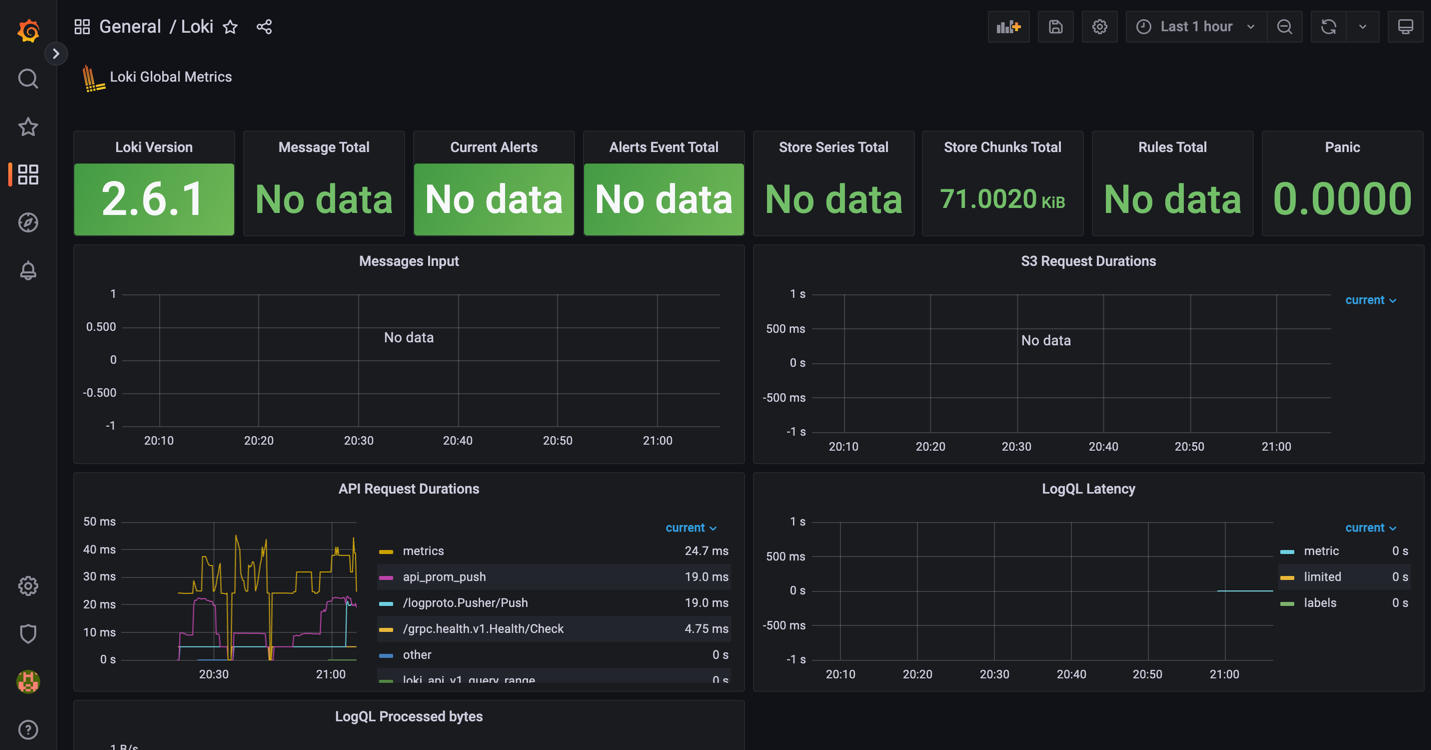 General / Loki
Last 1 hour
Loki Global Metrics
Loki Version
2.6.1
Message Total
No data
Current Alerts
No data
Alerts Event Total
No data
Store Series Total
No data
Store Chunks Total
71.0020 KiB
Rules Total
No data
Panic
0.0000
Messages Input
1
0.500
0
-0.500
-1
No data
20:10 20:20 20:30 20:40 20:50 21:00
S3 Request Durations
1 s
500 ms
0 s
-500 ms
-1 s
No data
20:10 20:20 20:30 20:40 20:50 21:00
current
API Request Durations
50 ms
40 ms
30 ms
20 ms
10 ms
0 s
20:30 21:00
current
metrics 24.7 ms
api_prom_push 19.0 ms
/logproto.Pusher/Push 19.0 ms
/grpc.health.v1.Health/Check 4.75 ms
other 0 s
loki_api_v1_query_range 0 s
LogQL Latency
1 s
500 ms
0 s
-500 ms
-1 s
20:10 20:20 20:30 20:40 20:50 21:00
current
metric 0 s
limited 0 s
labels 0 s
LogQL Processed bytes
1 B/s